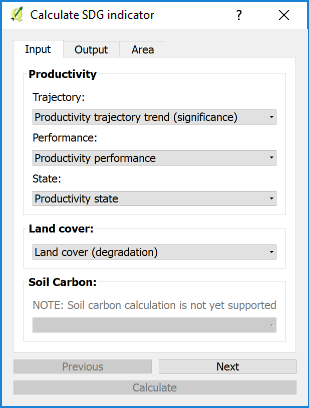 Calculate SDG indicator
?
Input Output Area
Productivity
Trajectory:
Productivity trajectory trend (significance)
Performance:
Productivity performance
State:
Productivity state
Land cover:
Land cover (degradation)
Soil Carbon:
NOTE: Soil carbon calculation is not yet supported
Previous Next
Calculate